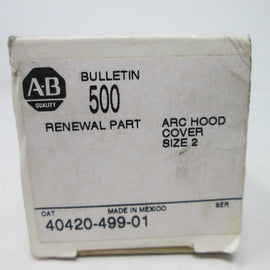 AB
QUALITY
BULLETIN
500
RENEWAL PART
ARC HOOD
COVER
SIZE 2
CAT
MADE IN MEXICO
SER
40420-499-01